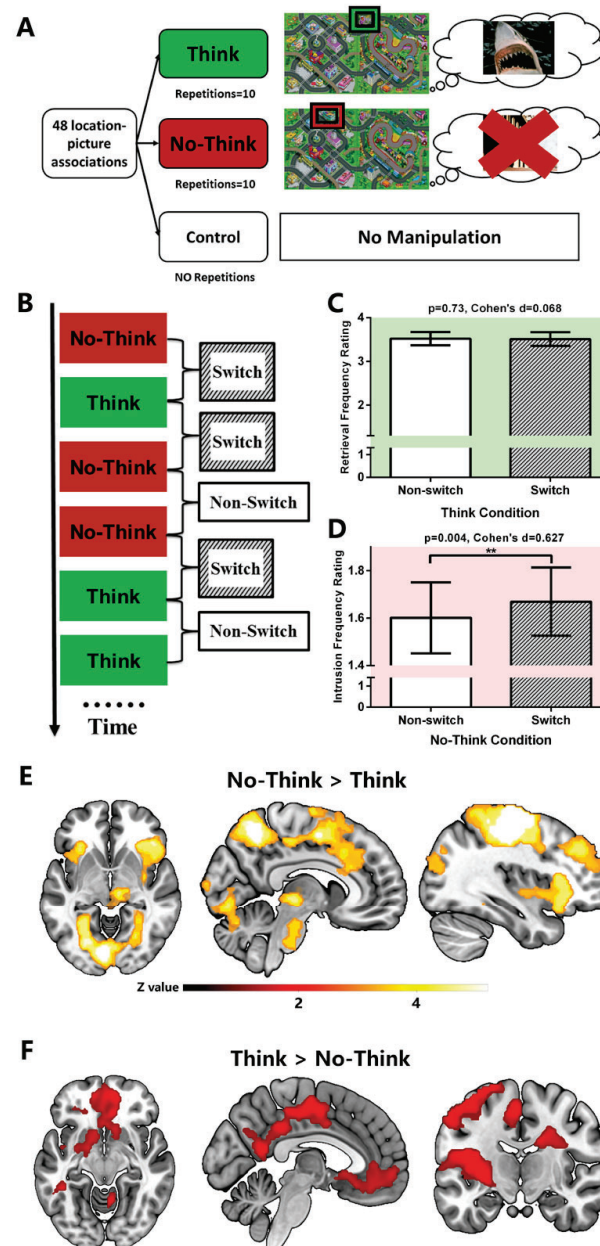 A
Think
Repetitions=10
48 location-
picture
associations
No-Think
Repetitions=10
Control
No Manipulation
NO Repetitions
B
No-Think
Switch
Think
Switch
No-Think
Non-Switch
No-Think
Switch
Think
Non-Switch
Think
......
Time
C
p=0.73, Cohen's d=0.068
Retrieval Frequency Rating
4
3
2
1
0
Non-switch Switch
Think Condition
D
p=0.004, Cohen's d=0.627
**
Intrusion Frequency Rating
1.8
1.6
1.4
1
0
Non-switch Switch
No-Think Condition
E
No-Think > Think
Z value
2 4
F
Think > No-Think